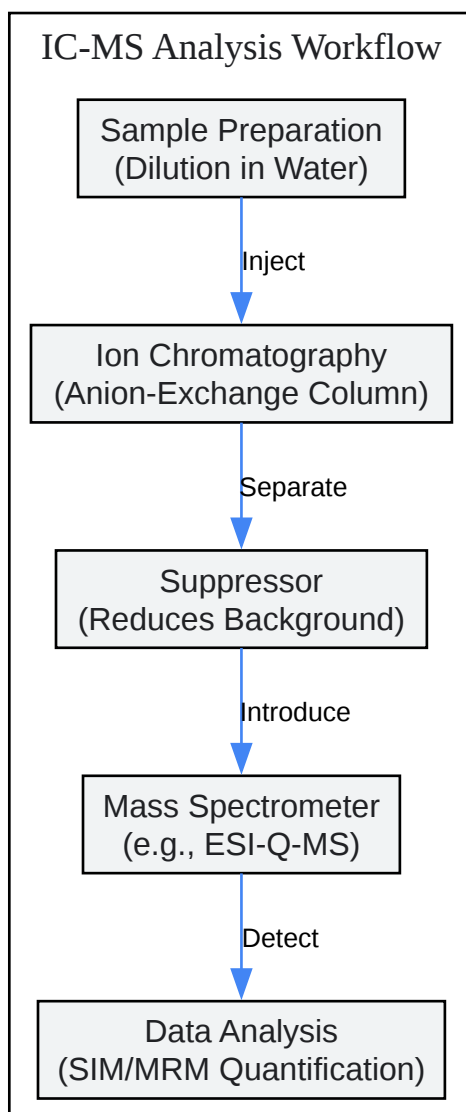 IC-MS Analysis Workflow
Sample Preparation
(Dilution in Water)
Inject
Ion Chromatography
(Anion-Exchange Column)
Separate
Suppressor
(Reduces Background)
Introduce
Mass Spectrometer
(e.g., ESI-Q-MS)
Detect
Data Analysis
(SIM/MRM Quantification)